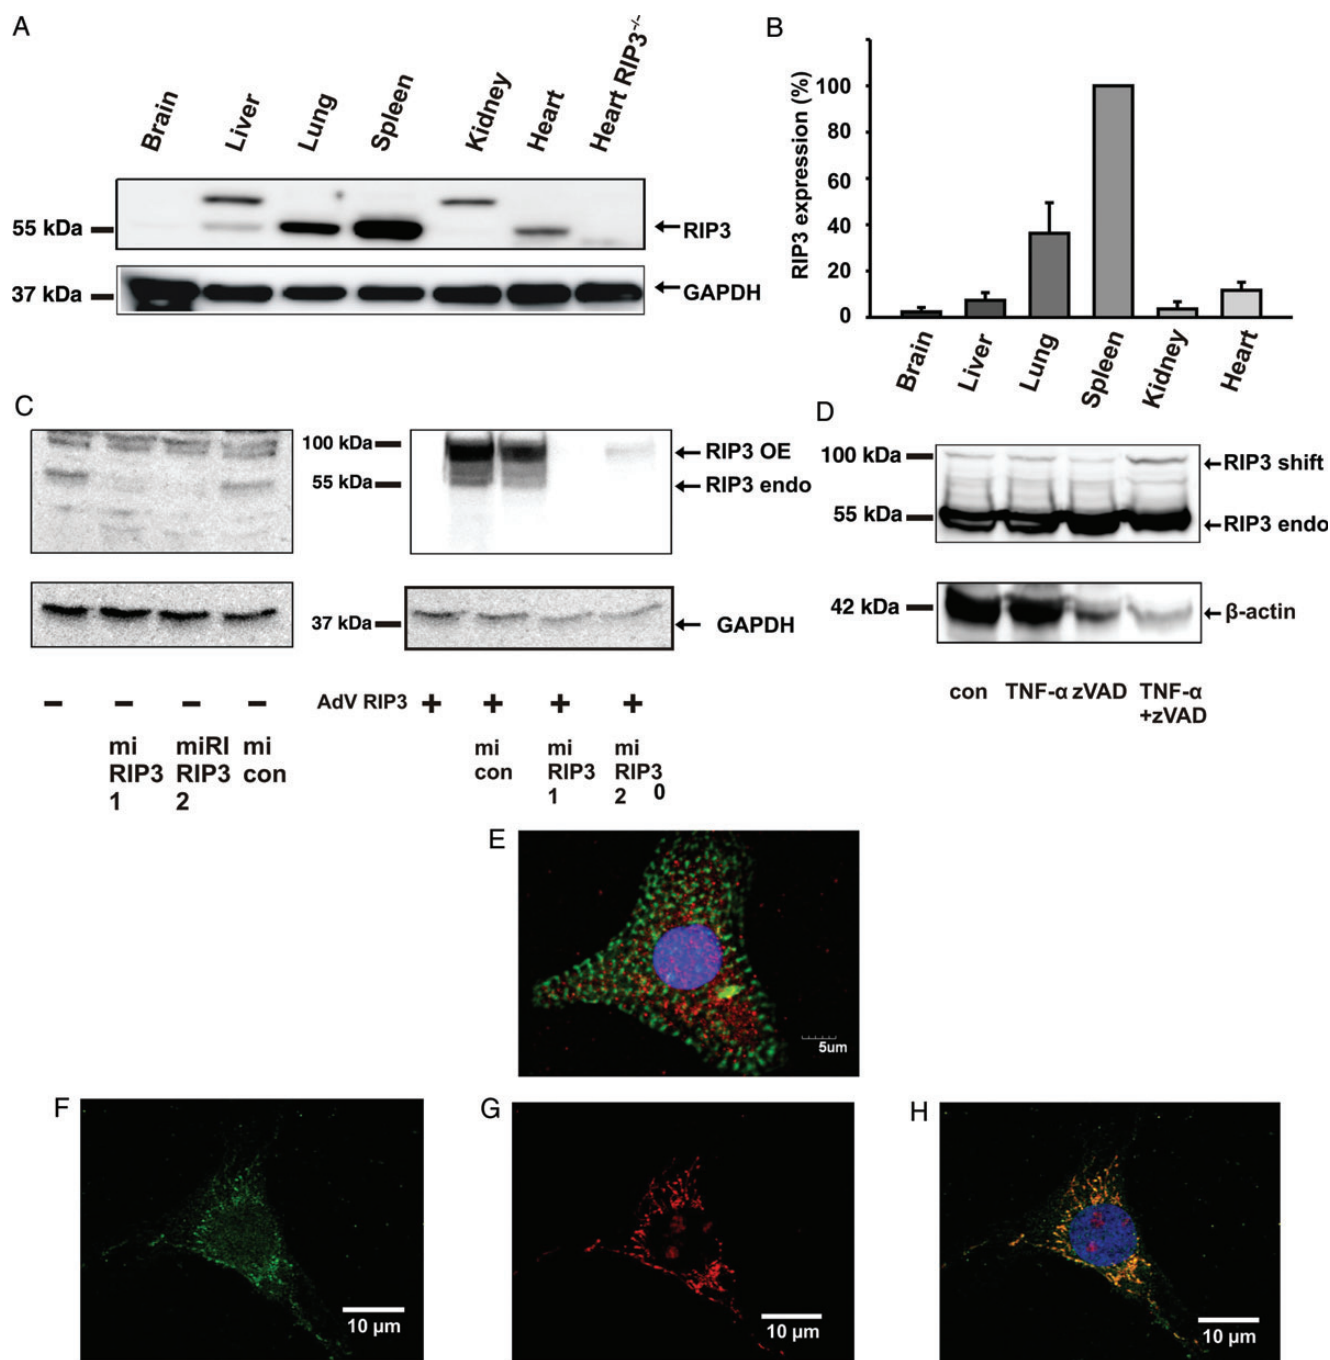 A
Brain
Liver
Lung
Spleen
Kidney
Heart
Heart RIP3-/-
55 kDa
RIP3
37 kDa
GAPDH
B
RIP3 expression (%)
100
80
60
40
20
0
Brain
Liver
Lung
Spleen
Kidney
Heart
C
100 kDa
55 kDa
RIP3 OE
RIP3 endo
37 kDa
GAPDH
− − − − AdV RIP3 + + + +
mi miRI mi mi mi mi
RIP3 RIP3 con con RIP3 RIP3
1 2 1 2 0
D
100 kDa
RIP3 shift
55 kDa
RIP3 endo
42 kDa
β-actin
con TNF-α zVAD TNF-α
+zVAD
E
5um
F
10 µm
G
10 µm
H
10 µm